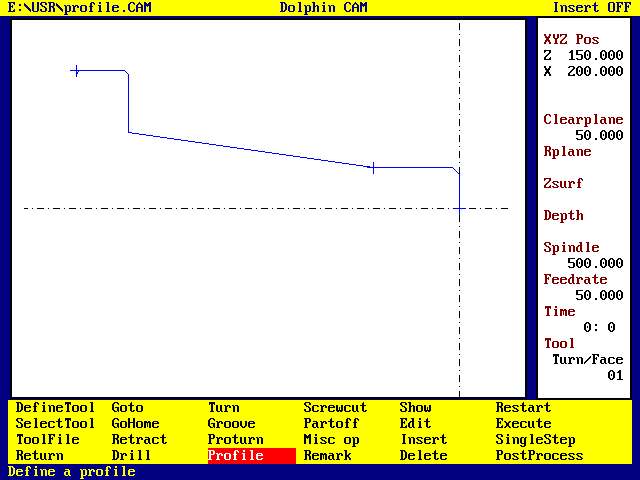 E:\USR\profile.CAM Dolphin CAM Insert OFF
XYZ Pos
Z 150.000
X 200.000
Clearplane
50.000
Rplane
Zsurf
Depth
Spindle
500.000
Feedrate
50.000
Time
0: 0
Tool
Turn/Face
01
DefineTool Goto Turn Screwcut Show Restart
SelectTool GoHome Groove Partoff Edit Execute
ToolFile Retract Proturn Misc op Insert SingleStep
Return Drill Profile Remark Delete PostProcess
Define a profile